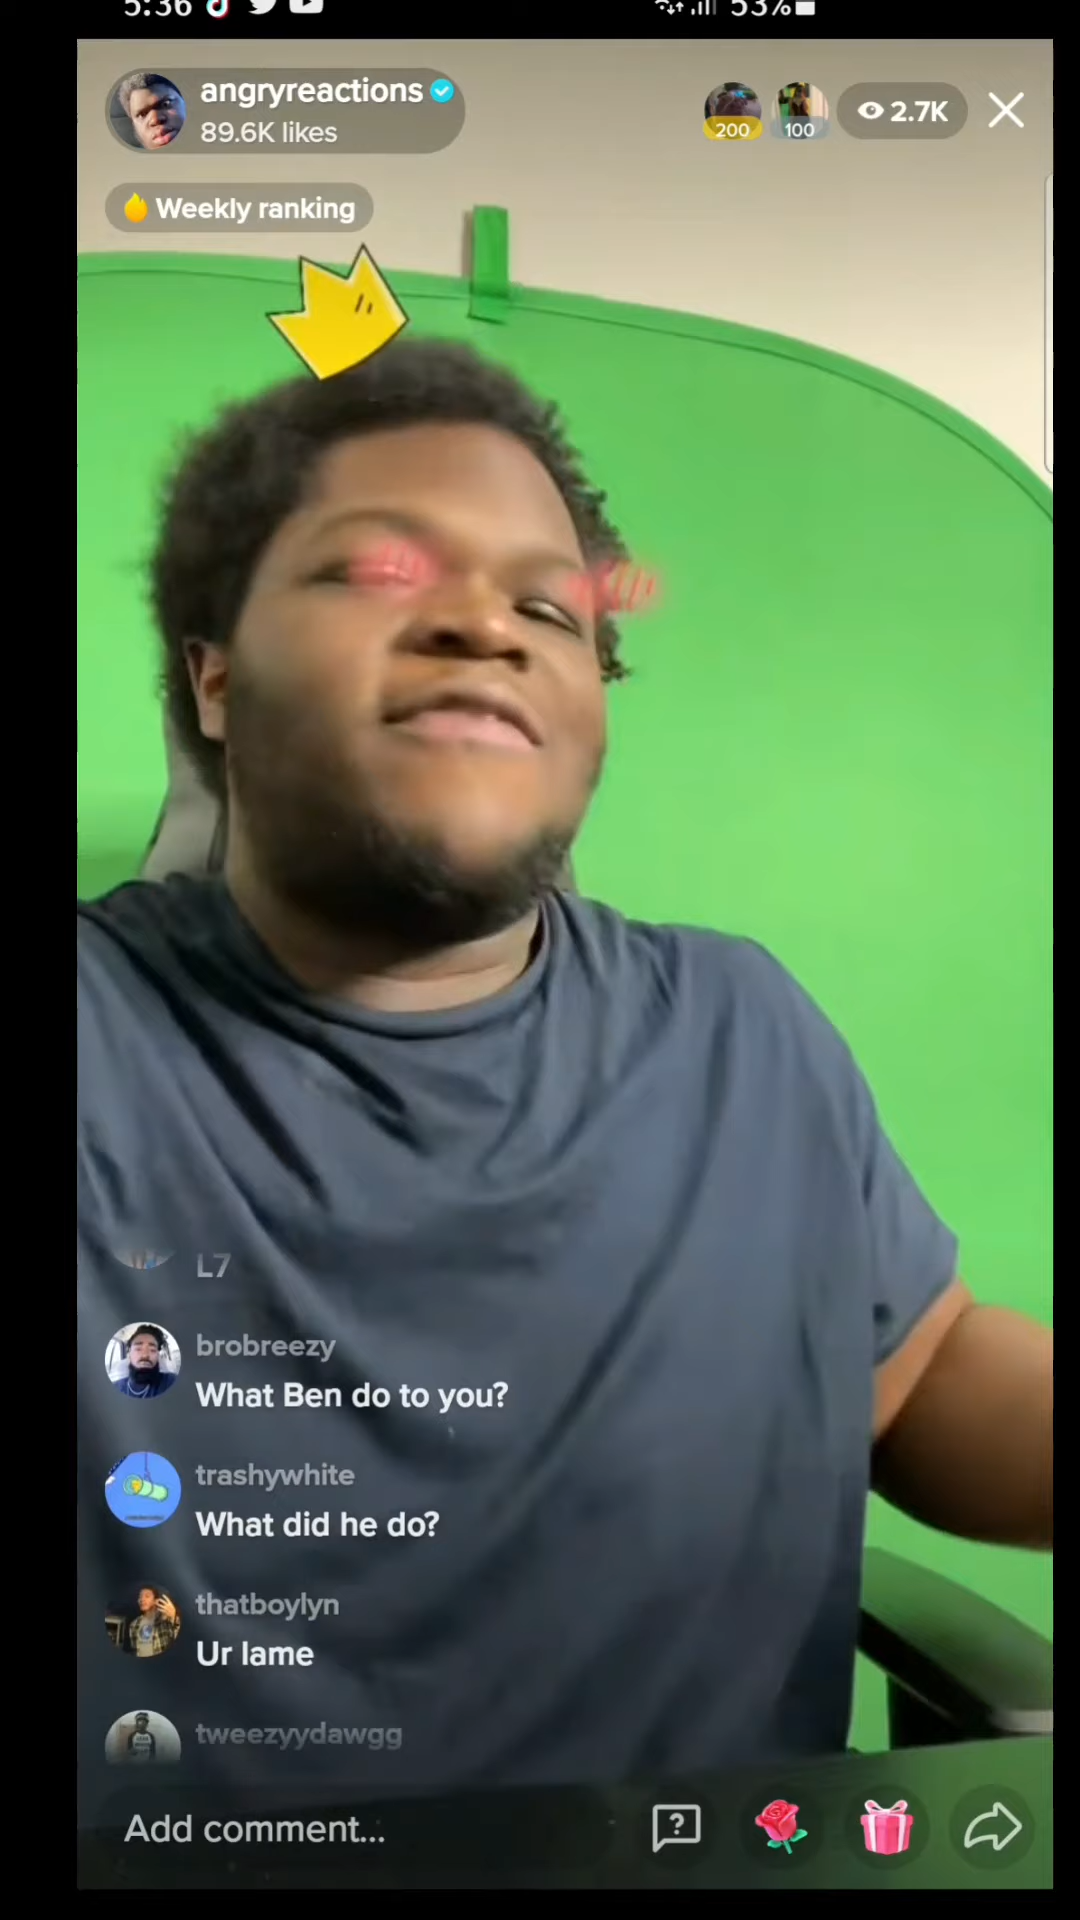 5:36
53%
angryreactions
89.6K likes
200
100
2.7K
Weekly ranking
L7
brobreezy
What Ben do to you?
trashywhite
What did he do?
thatboylyn
Ur lame
tweezyydawgg
Add comment...
?